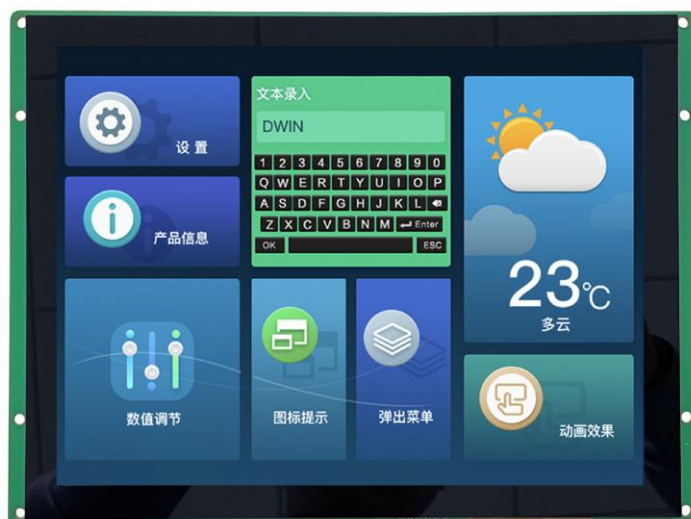 设置
产品信息
数值调节
文本录入
DWIN
1 2 3 4 5 6 7 8 9 0
Q W E R T Y U I O P
A S D F G H J K L
Z X C V B N M Enter
OK ESC
图标提示
弹出菜单
23℃
多云
动画效果